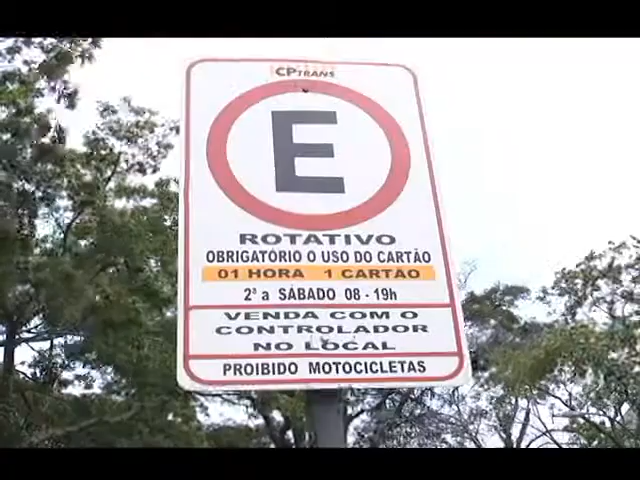 CPTRANS
E
ROTATIVO
OBRIGATÓRIO O USO DO CARTÃO
01 HORA 1 CARTÃO
2ª a SÁBADO 08 - 19h
VENDA COM O
CONTROLADOR
NO LOCAL
PROIBIDO MOTOCICLETAS